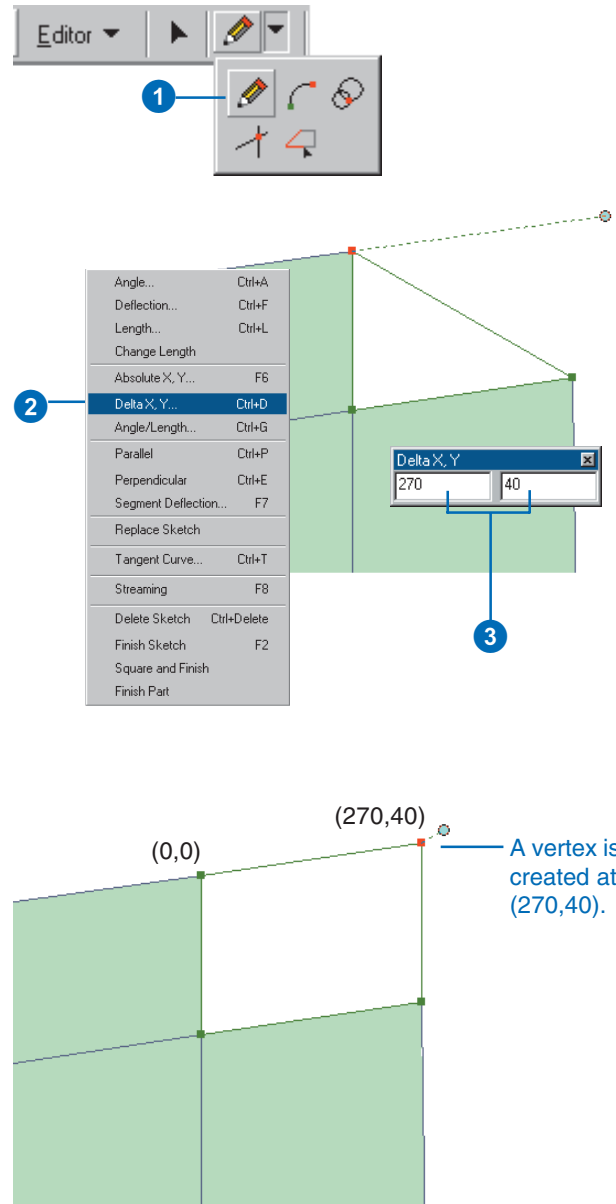 Editor
1
Angle... Ctrl+A
Deflection... Ctrl+F
Length... Ctrl+L
Change Length
Absolute X, Y... F6
2
Delta X, Y... Ctrl+D
Angle/Length... Ctrl+G
Parallel Ctrl+P
Perpendicular Ctrl+E
Segment Deflection... F7
Replace Sketch
Tangent Curve... Ctrl+T
Streaming F8
Delete Sketch Ctrl+Delete
Finish Sketch F2
Square and Finish
Finish Part
Delta X, Y
270 40
3
(270,40)
(0,0)
A vertex is
created at
(270,40).